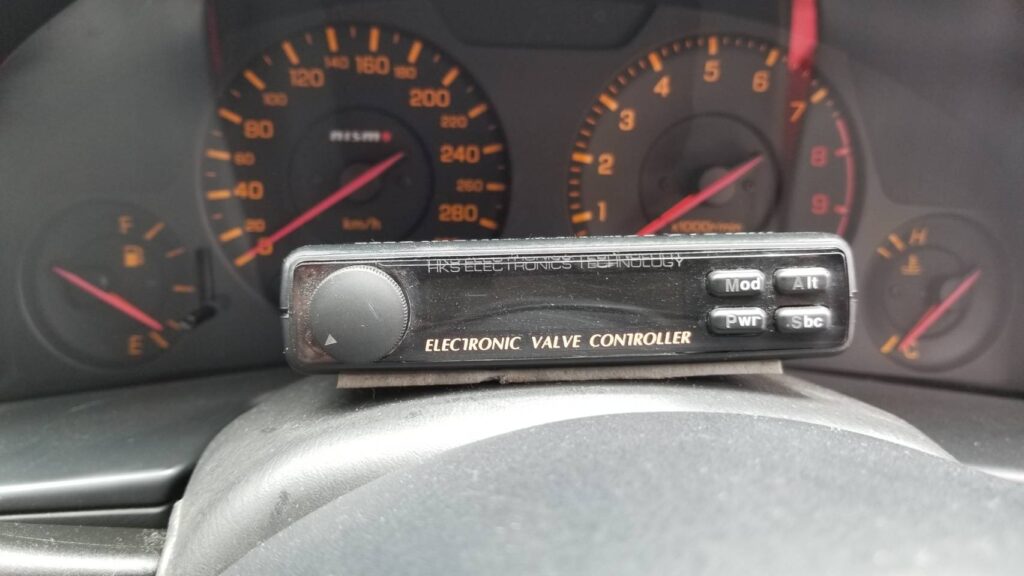 nismo
20
40
60
80
100
120
140
160
180
200
220
240
260
280
0
km/h
1
2
3
4
5
6
7
8
9
x1000r/min
F
E
H
C
HKS ELECTRONICS TECHNOLOGY
Mod
Alt
ELECTRONIC VALVE CONTROLLER
Pwr
Sbc